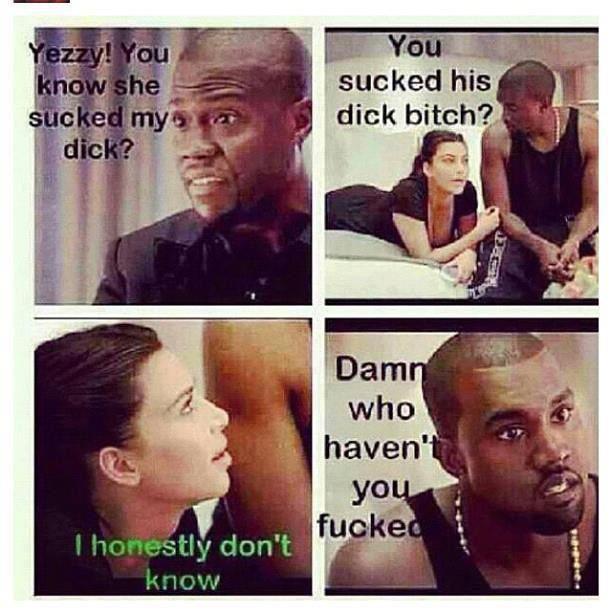 Yezzy! You
know she
sucked my
dick?
You
sucked his
dick bitch?
I honestly don't
know
Damn
who
haven't
you
fucked